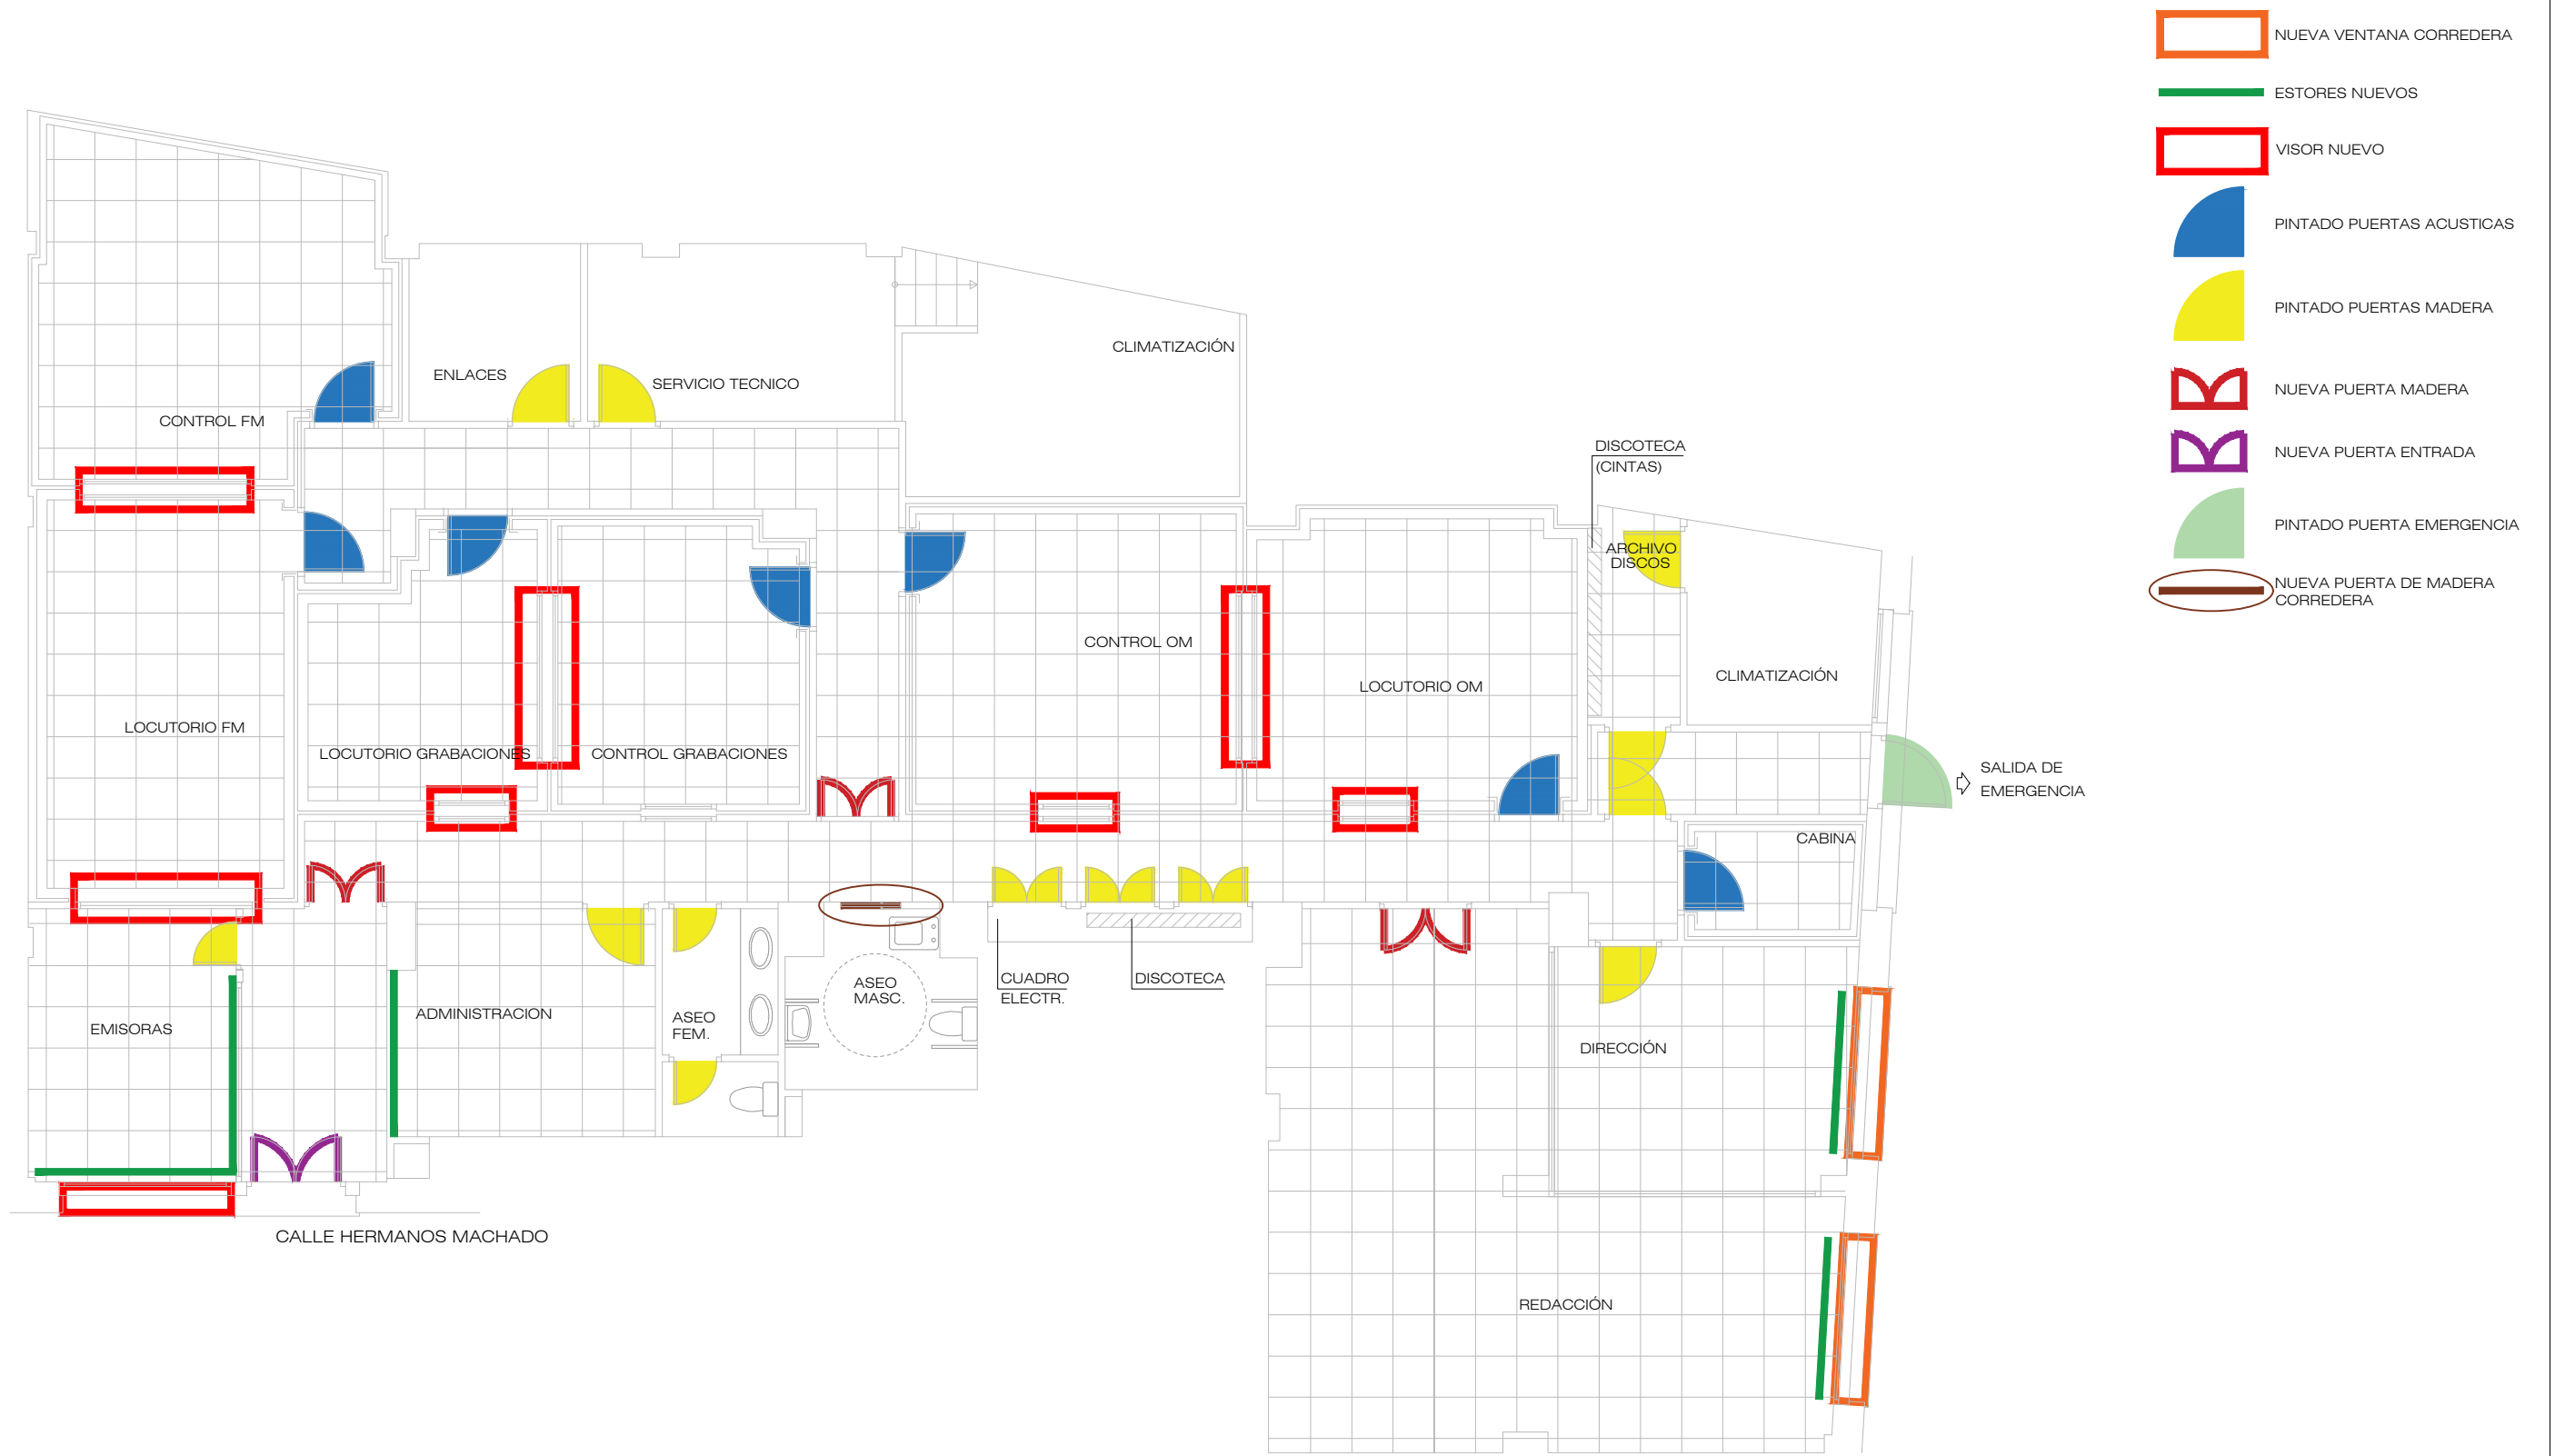 NUEVA VENTANA CORREDERA
ESTORES NUEVOS
VISOR NUEVO
PINTADO PUERTAS ACUSTICAS
PINTADO PUERTAS MADERA
NUEVA PUERTA MADERA
NUEVA PUERTA ENTRADA
PINTADO PUERTA EMERGENCIA
NUEVA PUERTA DE MADERA
CORREDERA
CLIMATIZACIÓN
ENLACES
SERVICIO TECNICO
CONTROL FM
DISCOTECA
(CINTAS)
ARCHIVO
DISCOS
CONTROL OM
LOCUTORIO OM
CLIMATIZACIÓN
LOCUTORIO FM
LOCUTORIO GRABACIONES
CONTROL GRABACIONES
SALIDA DE
EMERGENCIA
CABINA
CUADRO
ELECTR.
DISCOTECA
ASEO
MASC.
ADMINISTRACION
ASEO
FEM.
EMISORAS
DIRECCIÓN
CALLE HERMANOS MACHADO
REDACCIÓN